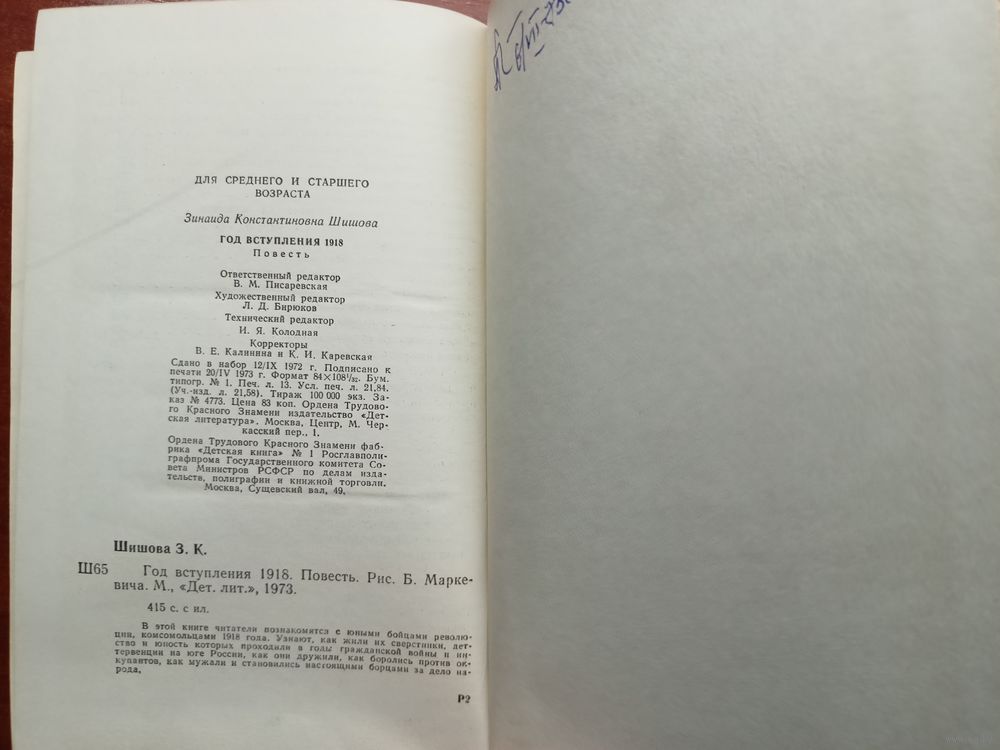 ДЛЯ СРЕДНЕГО И СТАРШЕГО
ВОЗРАСТА
Зинаида Константиновна Шишова
ГОД ВСТУПЛЕНИЯ 1918
Повесть
Ответственный редактор
В. М. Писаревская
Художественный редактор
Л. Д. Бирюков
Технический редактор
И. Я. Колодная
Корректоры
В. Е. Калинина и К. И. Каревская
Сдано в набор 12/IX 1972 г. Подписано к
печати 20/IV 1973 г. Формат 84×108¹/₃₂. Бум.
типогр. № 1. Печ. л. 13. Усл. печ. л. 21,84.
(Уч.-изд. л. 21,58). Тираж 100 000 экз. За-
каз № 4773. Цена 83 коп. Ордена Трудово-
го Красного Знамени издательство «Дет-
ская литература». Москва, Центр, М. Чер-
касский пер., 1.
Ордена Трудового Красного Знамени фаб-
рика «Детская книга» № 1 Росглавполи-
графпрома Государственного комитета Со-
вета Министров РСФСР по делам изда-
тельств, полиграфии и книжной торговли.
Москва, Сущевский вал, 49.
Шишова З. К.
Ш65 Год вступления 1918. Повесть. Рис. Б. Марке-
вича. М., «Дет. лит.», 1973.
415 с. с ил.
В этой книге читатели познакомятся с юными бойцами револю-
ции, комсомольцами 1918 года. Узнают, как жили их сверстники, дет-
ство и юность которых проходили в годы гражданской войны и ин-
тервенции на юге России, как они дружили, как боролись против ок-
купантов, как мужали и становились настоящими борцами за дело на-
рода.
Р2